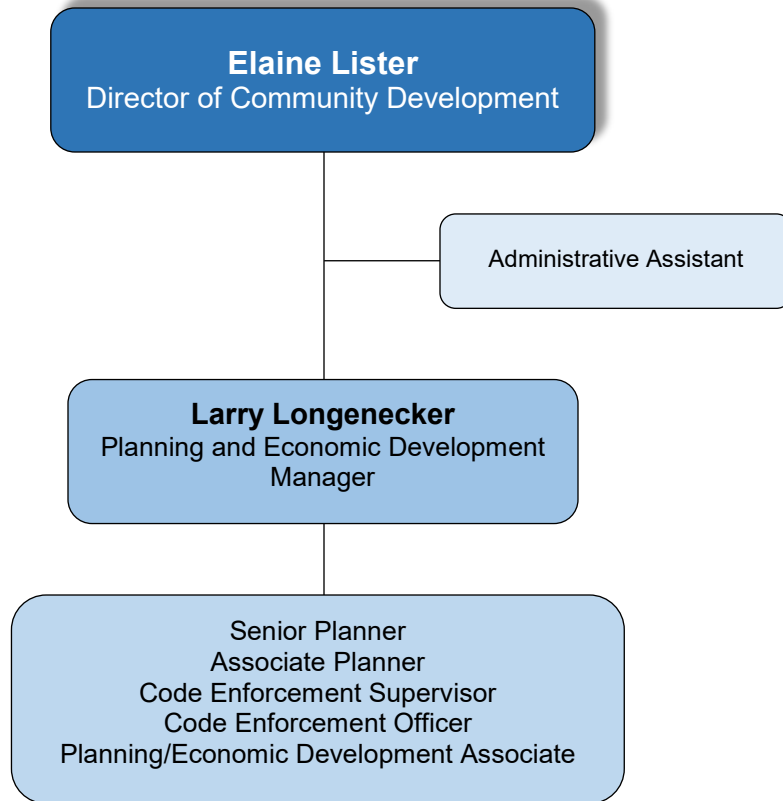 Elaine Lister
Director of Community Development
Administrative Assistant
Larry Longenecker
Planning and Economic Development
Manager
Senior Planner
Associate Planner
Code Enforcement Supervisor
Code Enforcement Officer
Planning/Economic Development Associate